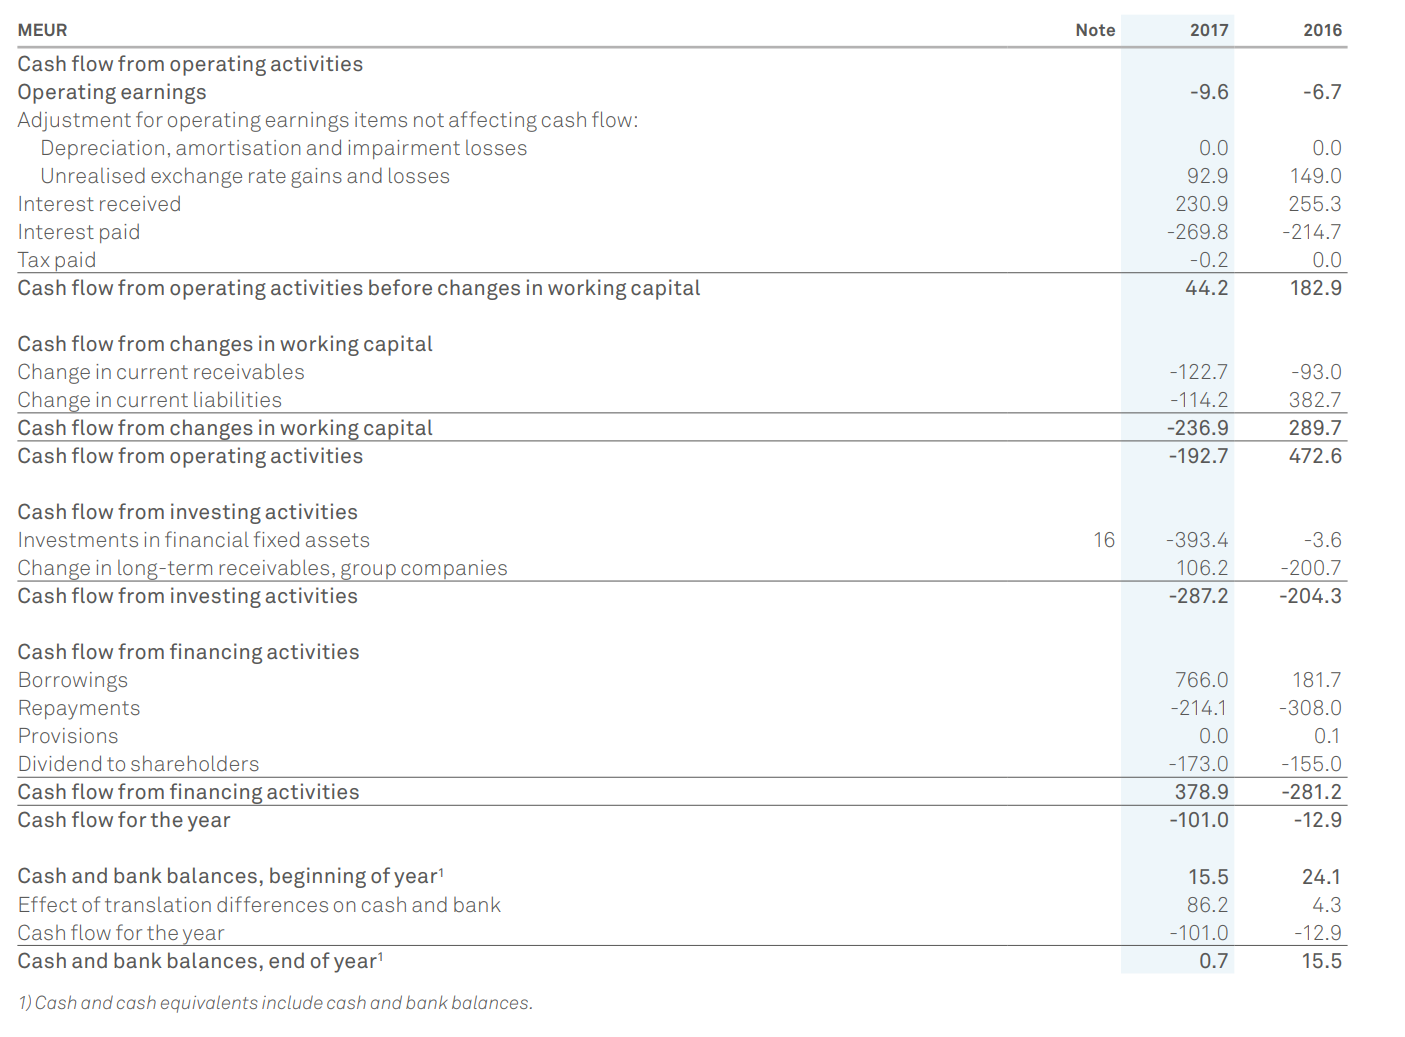 MEUR Note 2017 2016
Cash flow from operating activities
Operating earnings -9.6 -6.7
Adjustment for operating earnings items not affecting cash flow:
Depreciation, amortisation and impairment losses 0.0 0.0
Unrealised exchange rate gains and losses 92.9 149.0
Interest received 230.9 255.3
Interest paid -269.8 -214.7
Tax paid -0.2 0.0
Cash flow from operating activities before changes in working capital 44.2 182.9
Cash flow from changes in working capital
Change in current receivables -122.7 -93.0
Change in current liabilities -114.2 382.7
Cash flow from changes in working capital -236.9 289.7
Cash flow from operating activities -192.7 472.6
Cash flow from investing activities
Investments in financial fixed assets 16 -393.4 -3.6
Change in long-term receivables, group companies 106.2 -200.7
Cash flow from investing activities -287.2 -204.3
Cash flow from financing activities
Borrowings 766.0 181.7
Repayments -214.1 -308.0
Provisions 0.0 0.1
Dividend to shareholders -173.0 -155.0
Cash flow from financing activities 378.9 -281.2
Cash flow for the year -101.0 -12.9
Cash and bank balances, beginning of year¹ 15.5 24.1
Effect of translation differences on cash and bank 86.2 4.3
Cash flow for the year -101.0 -12.9
Cash and bank balances, end of year¹ 0.7 15.5
1) Cash and cash equivalents include cash and bank balances.